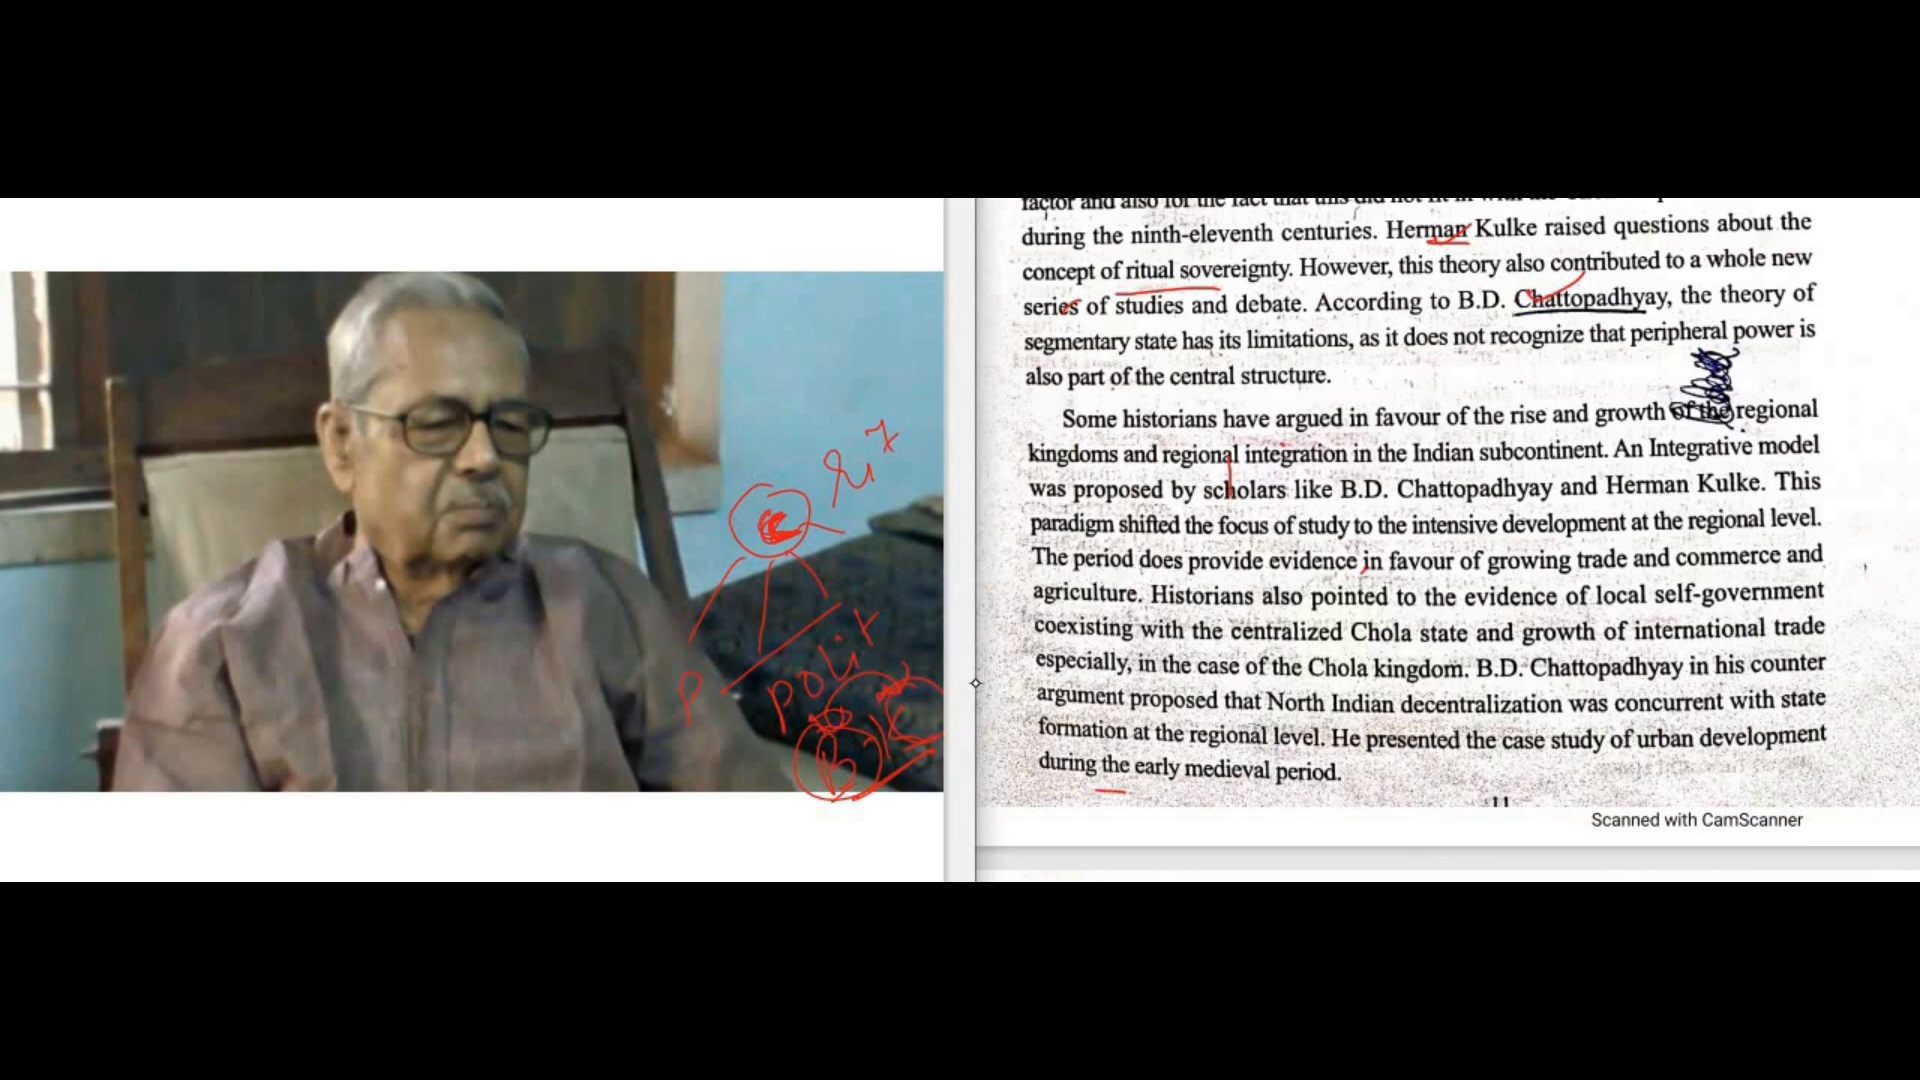 during the ninth-eleventh centuries. Herman Kulke raised questions about the
concept of ritual sovereignty. However, this theory also contributed to a whole new
series of studies and debate. According to B.D. Chattopadhyay, the theory of
segmentary state has its limitations, as it does not recognize that peripheral power is
also part of the central structure.
Some historians have argued in favour of the rise and growth of the regional
kingdoms and regional integration in the Indian subcontinent. An Integrative model
was proposed by scholars like B.D. Chattopadhyay and Herman Kulke. This
paradigm shifted the focus of study to the intensive development at the regional level.
The period does provide evidence in favour of growing trade and commerce and
agriculture. Historians also pointed to the evidence of local self-government
coexisting with the centralized Chola state and growth of international trade
especially, in the case of the Chola kingdom. B.D. Chattopadhyay in his counter
argument proposed that North Indian decentralization was concurrent with state
formation at the regional level. He presented the case study of urban development
during the early medieval period.
11
Scanned with CamScanner
P
polit
B